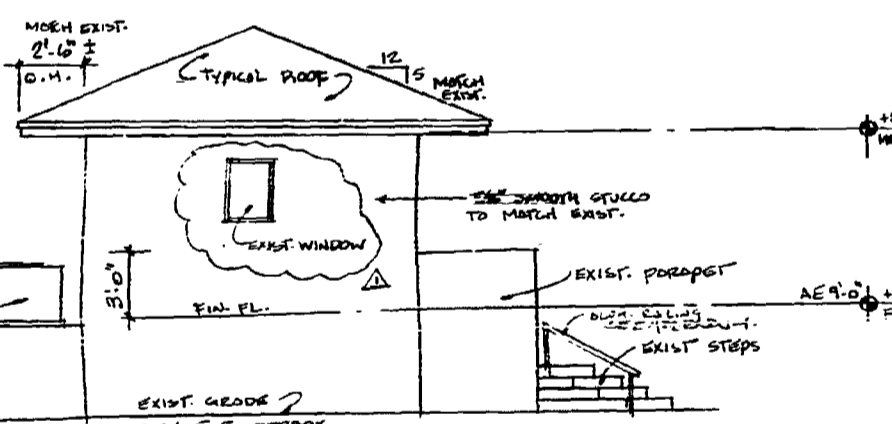 MATCH EXIST.
2'-6" ±
O.H.
TYPICAL ROOF
12
5
MATCH
EXIST.
SMOOTH STUCCO
TO MATCH EXIST.
EXIST. WINDOW
1
3'-0"
FIN. FL.
EXIST. PARAPET
AE 9'-0"
EXIST STEPS
EXIST. GRADE